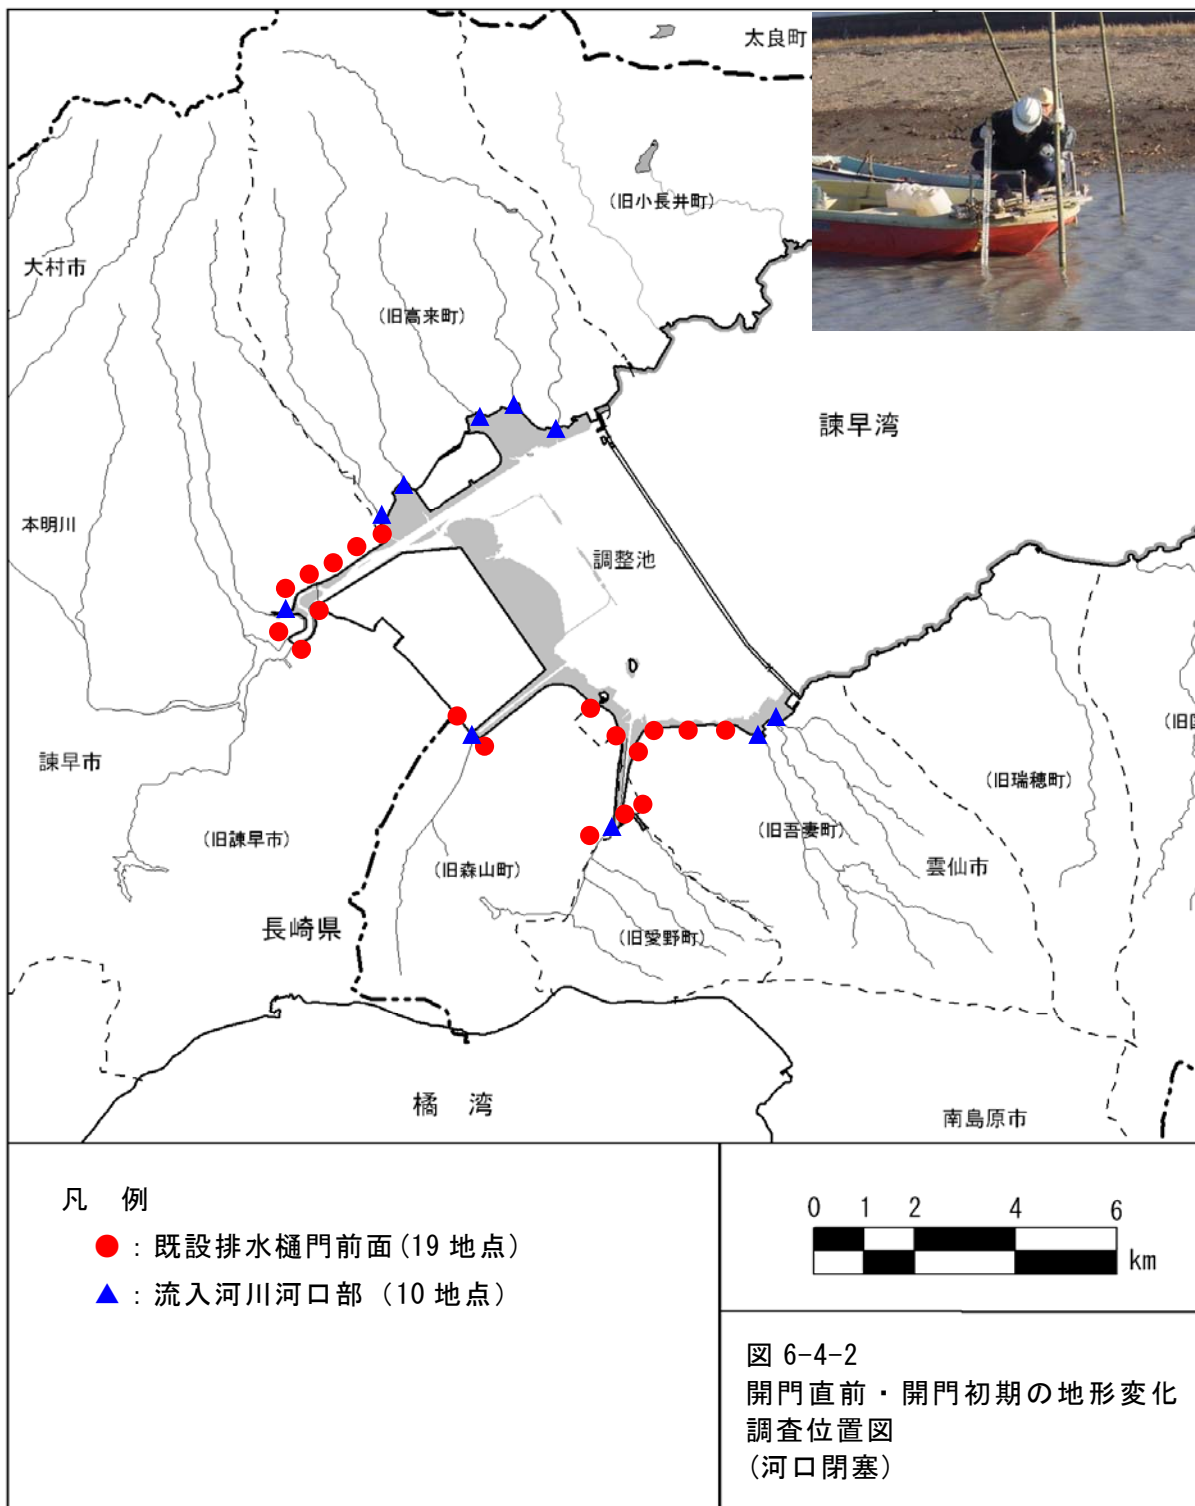 太良町
(旧小長井町)
大村市
(旧高来町)
諫早湾
本明川
調整池
諫早市
(旧瑞穂町)
(旧諫早市)
(旧吾妻町)
(旧森山町)
雲仙市
長崎県
(旧愛野町)
橘 湾
南島原市
凡 例
● : 既設排水樋門前面(19 地点)
▲ : 流入河川河口部 (10 地点)
0 1 2 4 6
km
図 6-4-2
開門直前・開門初期の地形変化
調査位置図
(河口閉塞)